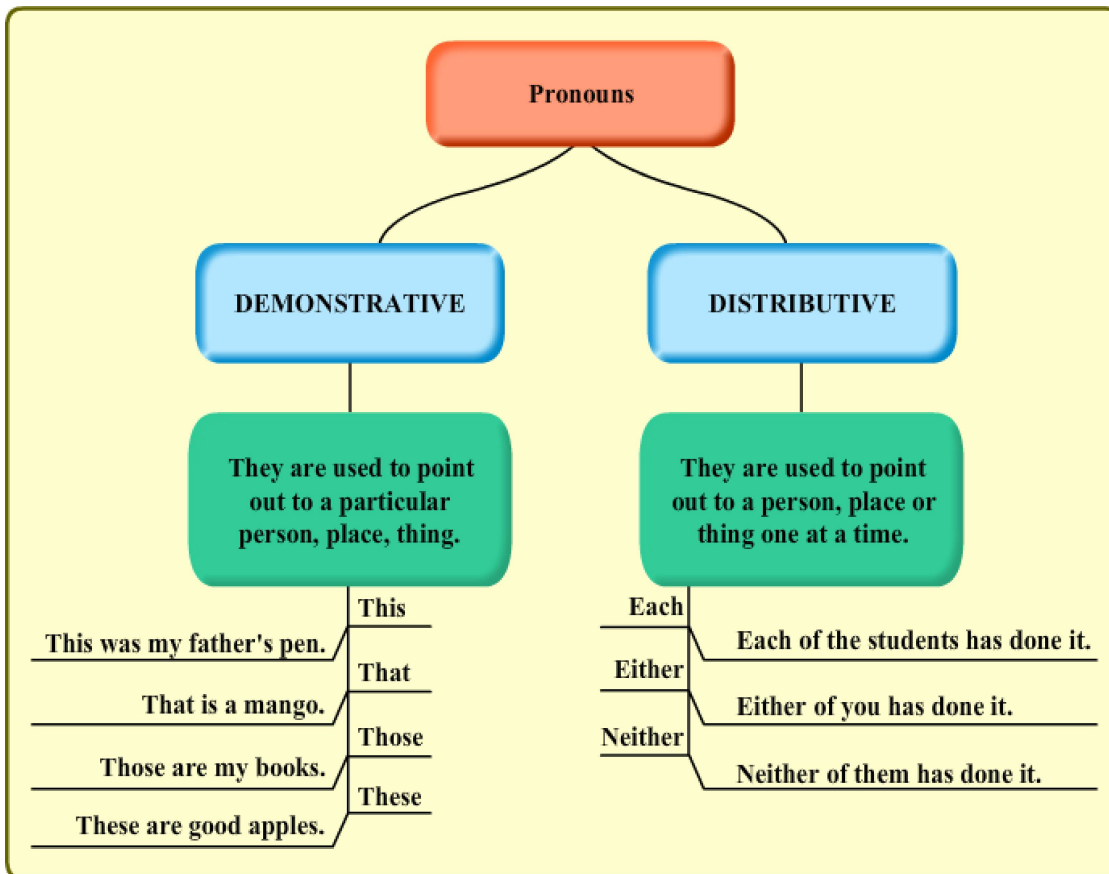 Pronouns
DEMONSTRATIVE
They are used to point
out to a particular
person, place, thing.
This
This was my father's pen.
That
That is a mango.
Those
Those are my books.
These
These are good apples.
DISTRIBUTIVE
They are used to point
out to a person, place or
thing one at a time.
Each
Each of the students has done it.
Either
Either of you has done it.
Neither
Neither of them has done it.